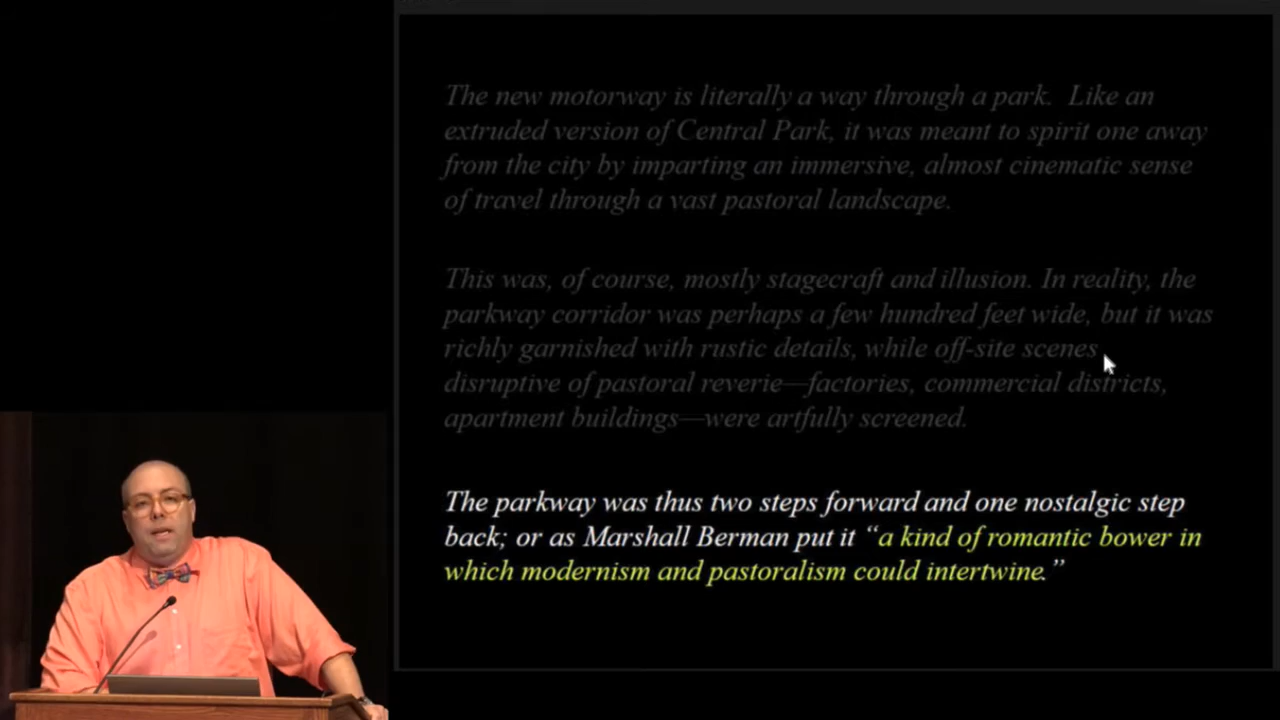 The new motorway is literally a way through a park.  Like an
extruded version of Central Park, it was meant to spirit one away
from the city by imparting an immersive, almost cinematic sense
of travel through a vast pastoral landscape.
This was, of course, mostly stagecraft and illusion. In reality, the
parkway corridor was perhaps a few hundred feet wide, but it was
richly garnished with rustic details, while off-site scenes
disruptive of pastoral reverie—factories, commercial districts,
apartment buildings—were artfully screened.
The parkway was thus two steps forward and one nostalgic step
back; or as Marshall Berman put it “a kind of romantic bower in
which modernism and pastoralism could intertwine.”